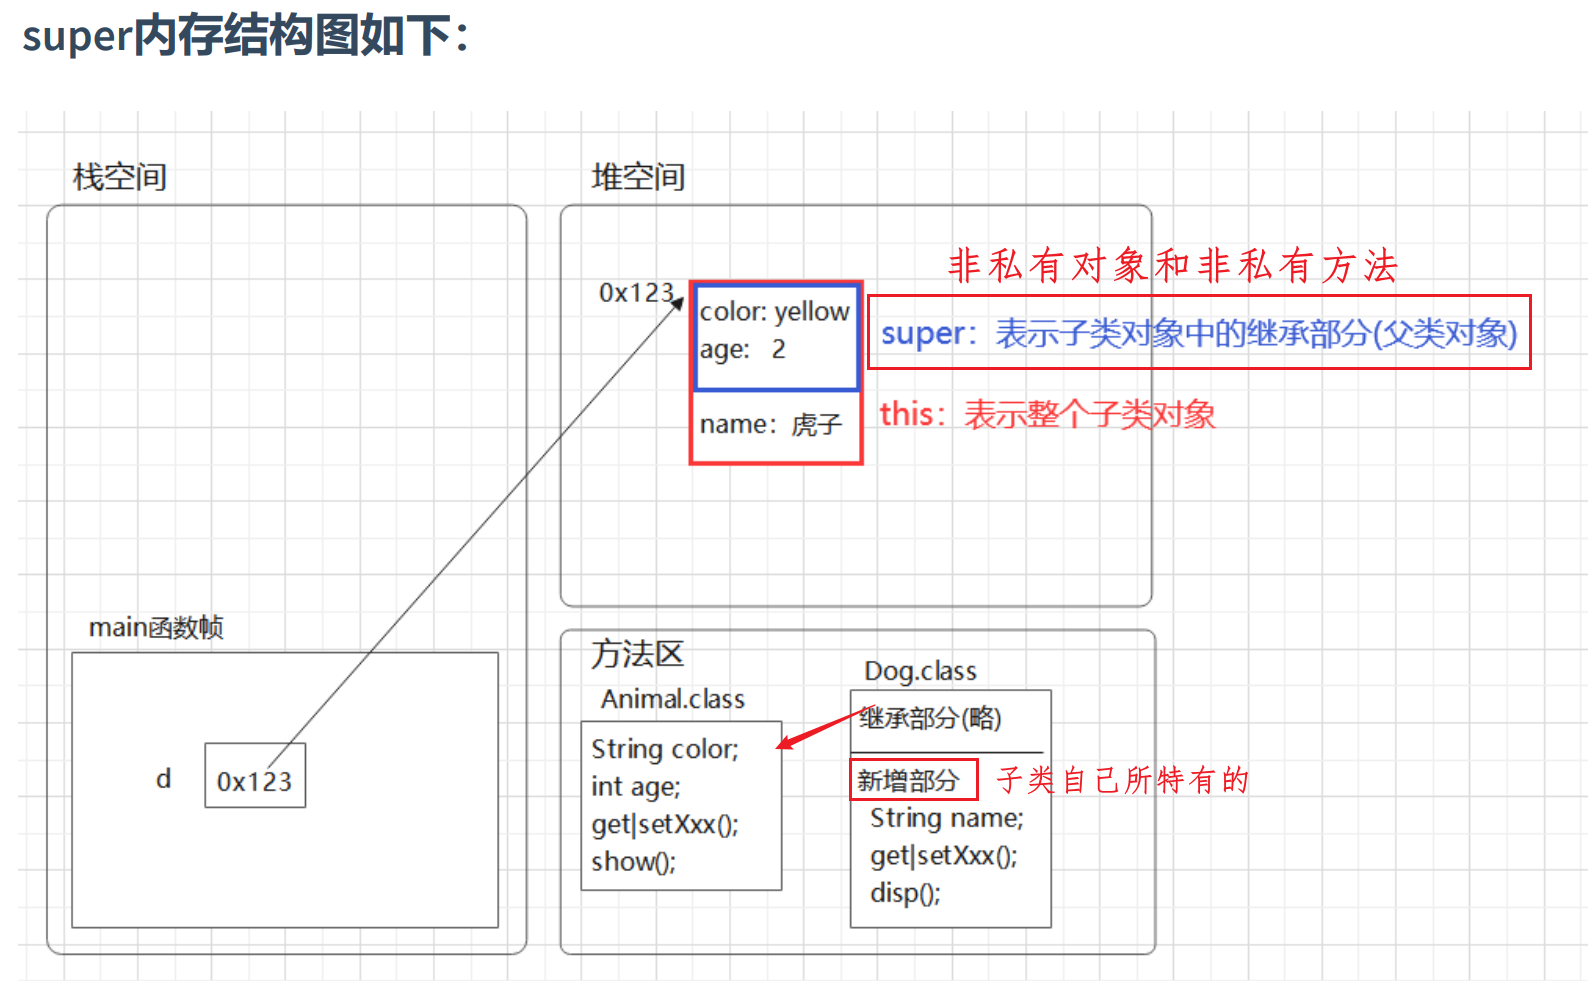 super内存结构图如下：
栈空间
堆空间
非私有对象和非私有方法
0x123
color: yellow
age: 2
super：表示子类对象中的继承部分(父类对象)
name：虎子
this：表示整个子类对象
main函数帧
d
0x123
方法区
Animal.class
String color;
int age;
get|setXxx();
show();
Dog.class
继承部分(略)
新增部分
子类自己所特有的
String name;
get|setXxx();
disp();